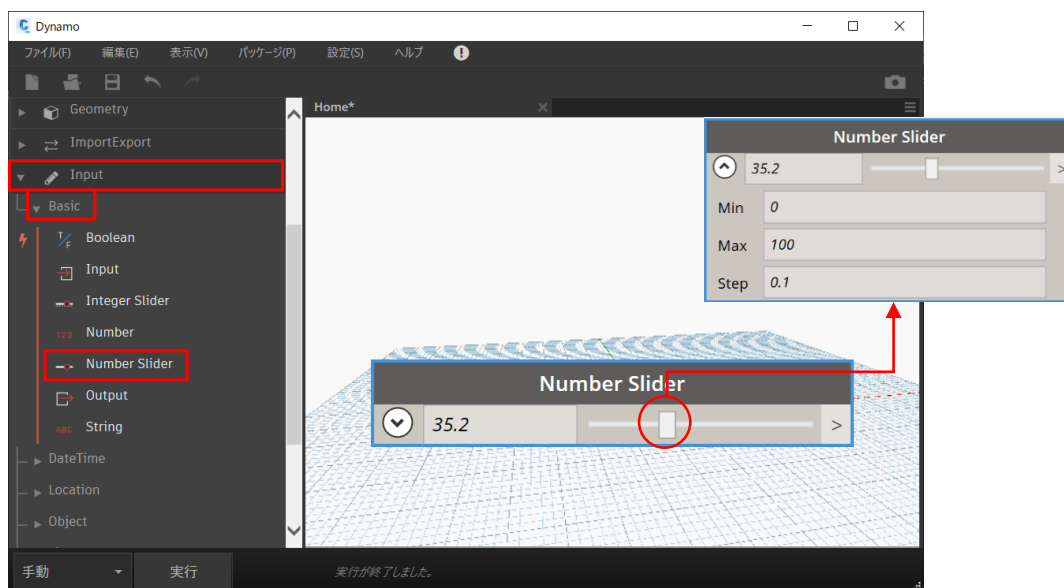 Dynamo
ファイル(F) 編集(E) 表示(V) パッケージ(P) 設定(S) ヘルプ
Home*
Geometry
ImportExport
Input
Basic
Boolean
Input
Integer Slider
Number
Number Slider
Output
String
DateTime
Location
Object
T/F
123
ABC
Number Slider
35.2
>
Min 0
Max 100
Step 0.1
Number Slider
35.2 >
手動 実行 実行が終了しました。